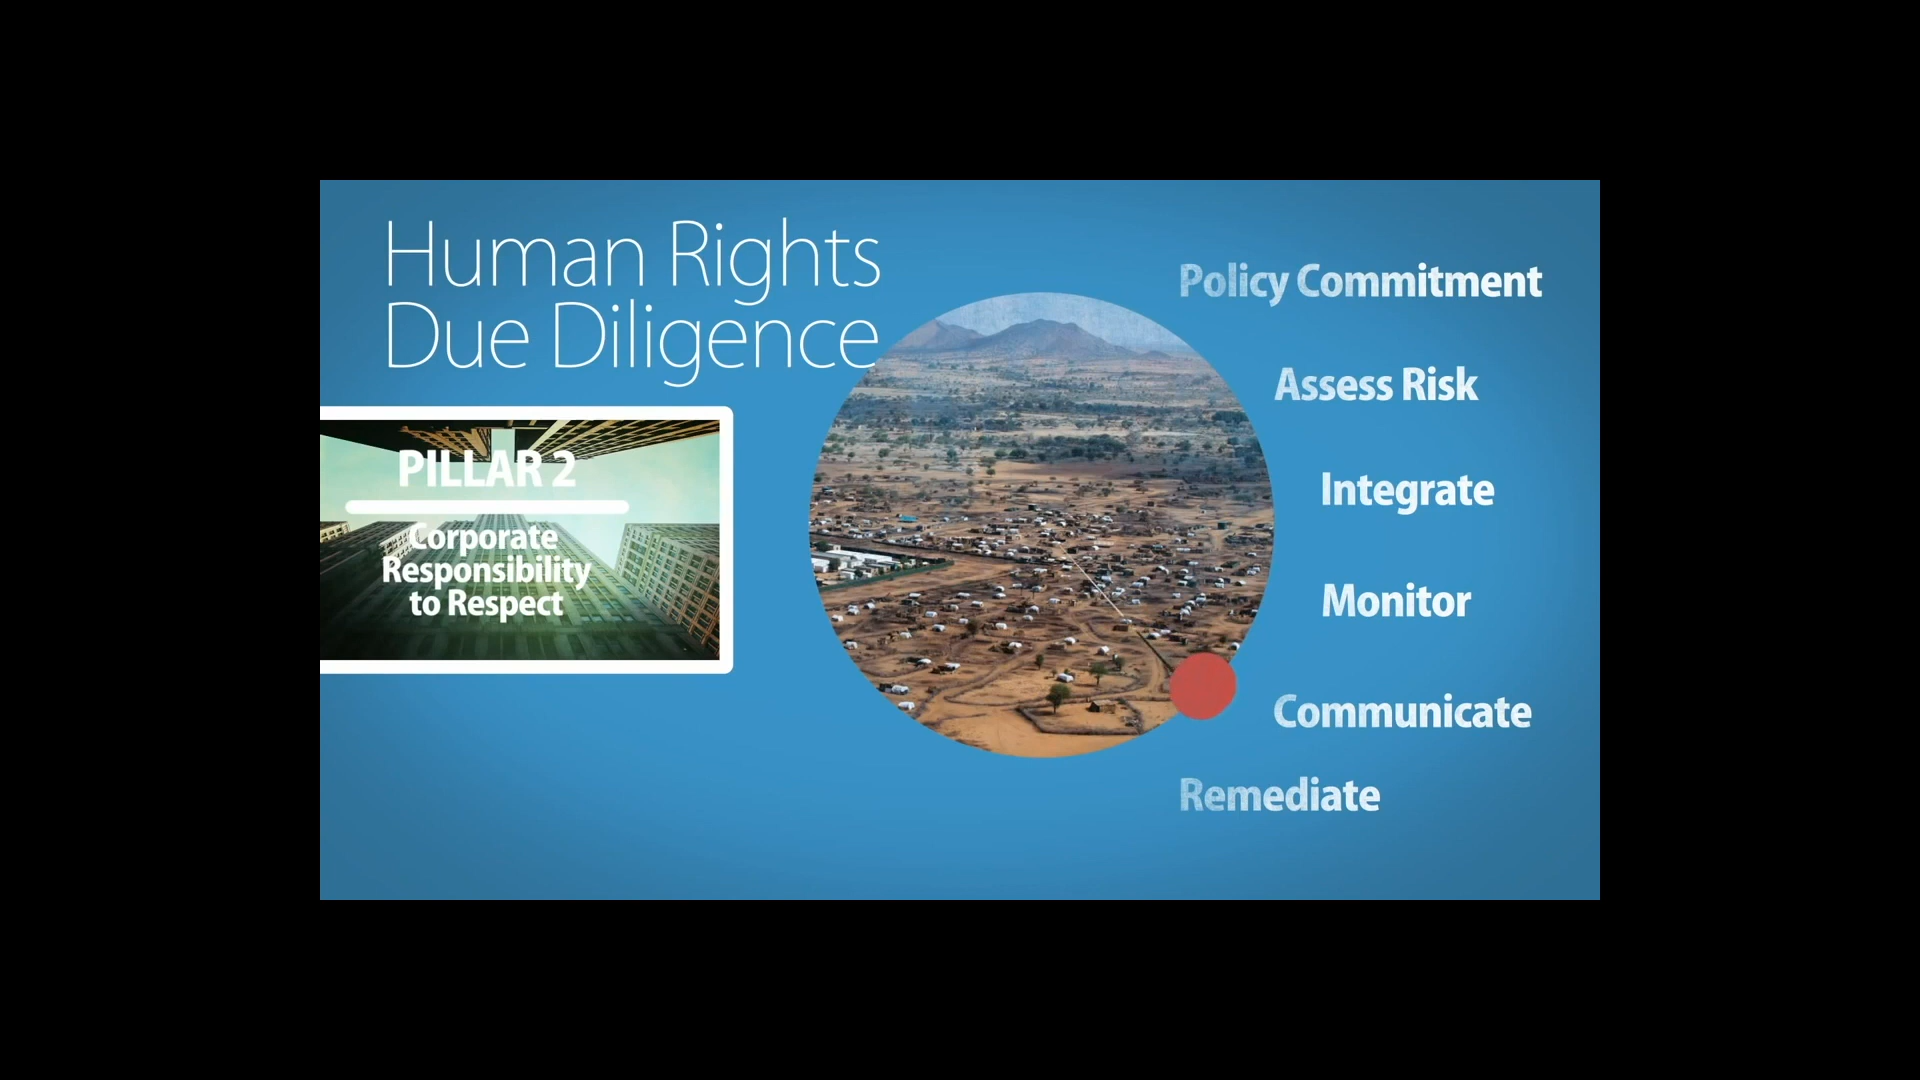 Human Rights
Due Diligence
PILLAR 2
Corporate
Responsibility
to Respect
Policy Commitment
Assess Risk
Integrate
Monitor
Communicate
Remediate